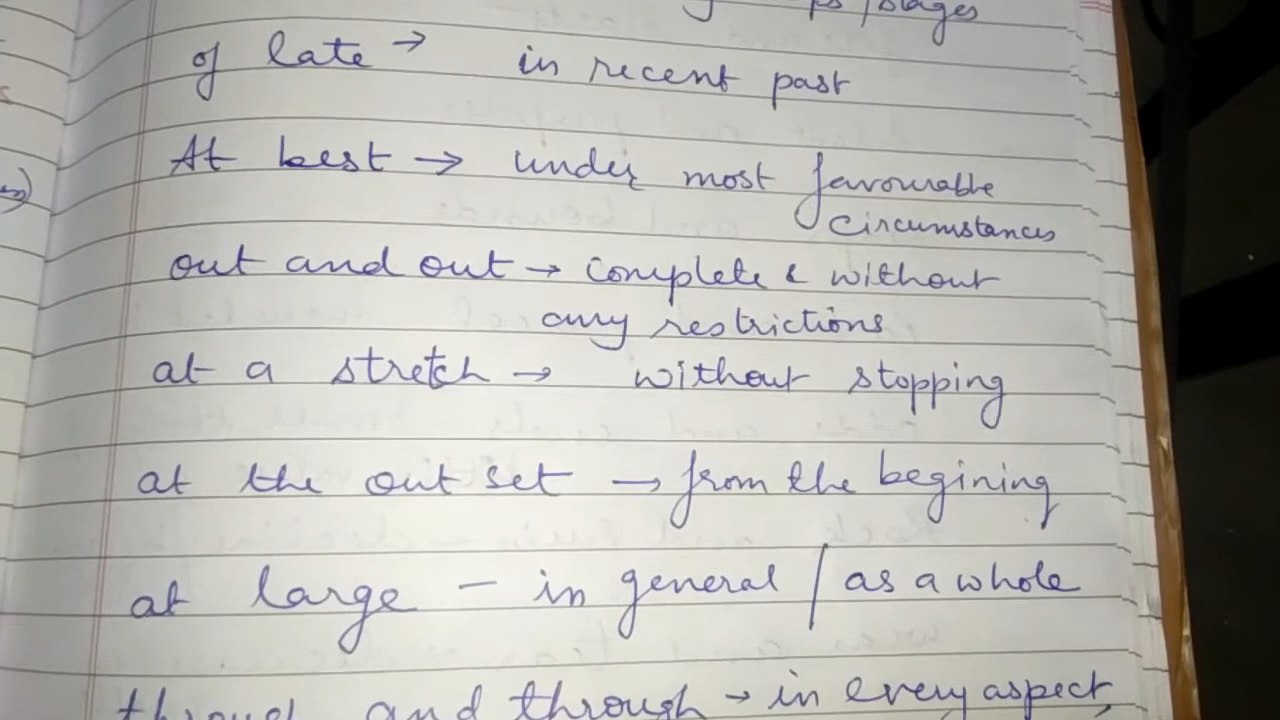 stages
of late → in recent past
At best → under most favourable
circumstances
out and out → complete & without
any restrictions
at a stretch → without stopping
at the out set → from the begining
at large – in general / as a whole
through and through → in every aspect,